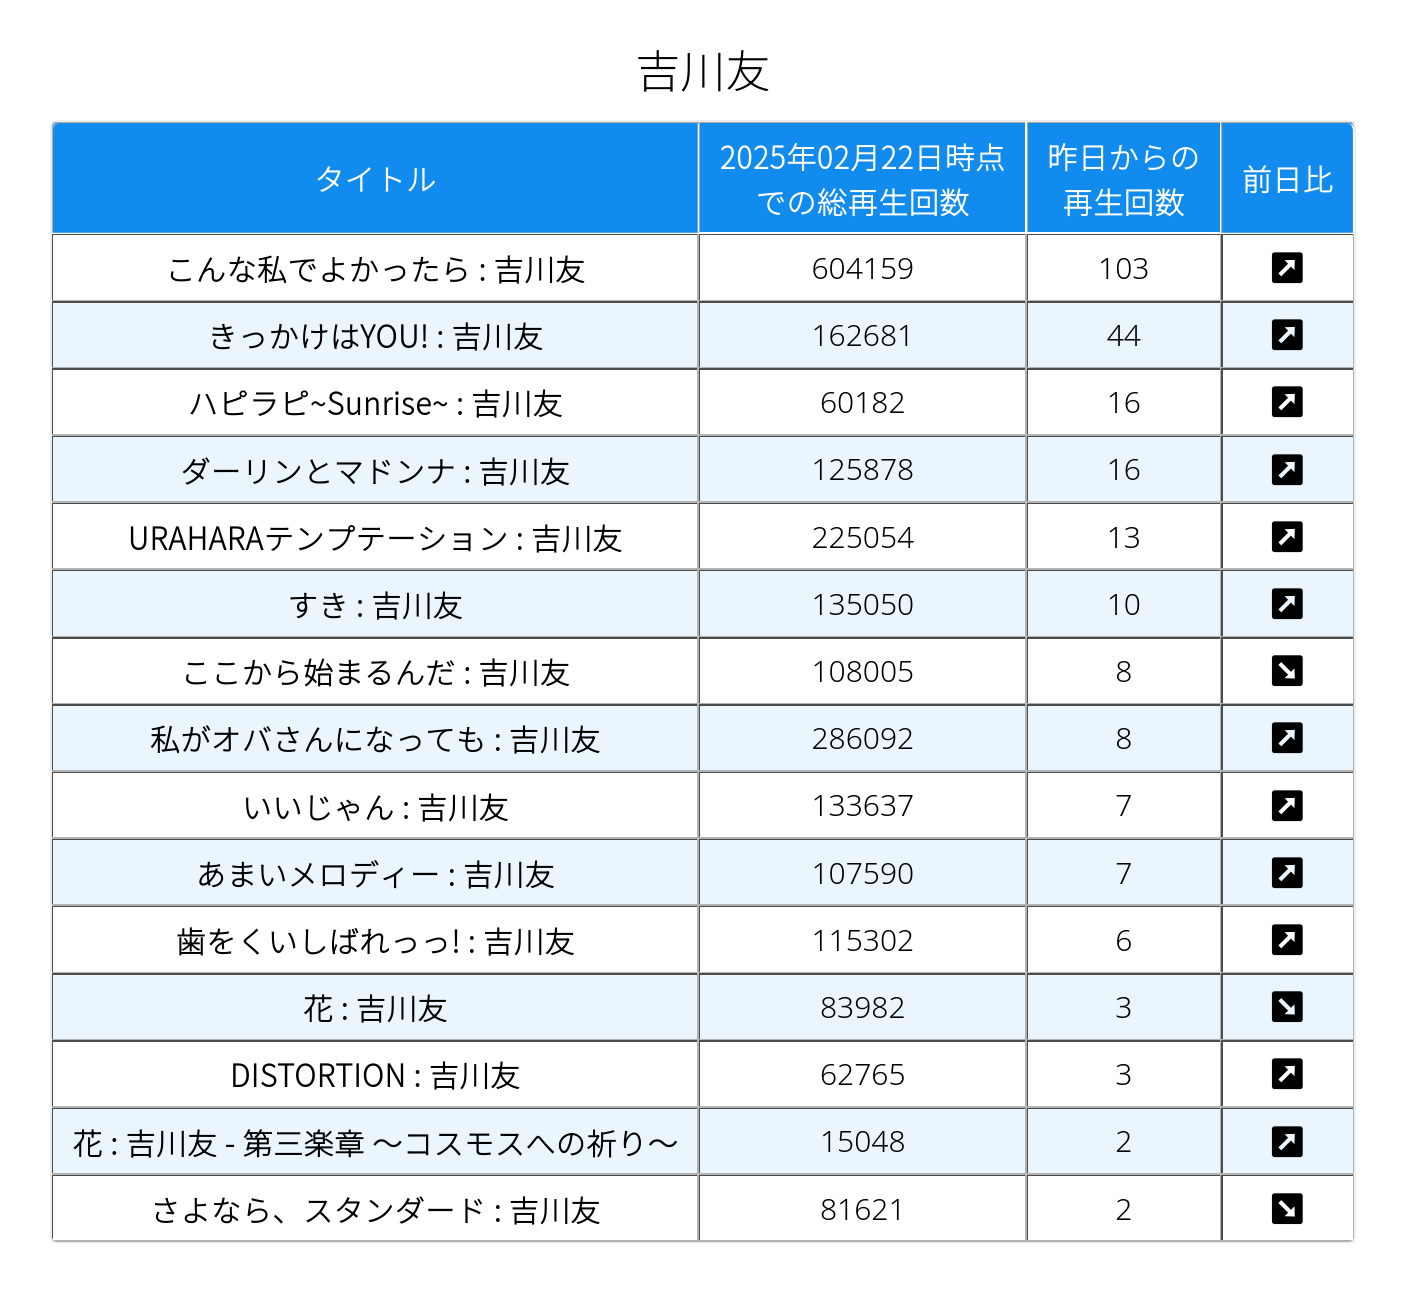 吉川友
タイトル
2025年02月22日時点
での総再生回数
昨日からの
再生回数
前日比
こんな私でよかったら : 吉川友 604159 103
きっかけはYOU! : 吉川友 162681 44
ハピラピ~Sunrise~ : 吉川友 60182 16
ダーリンとマドンナ : 吉川友 125878 16
URAHARAテンプテーション : 吉川友 225054 13
すき : 吉川友 135050 10
ここから始まるんだ : 吉川友 108005 8
私がオバさんになっても : 吉川友 286092 8
いいじゃん : 吉川友 133637 7
あまいメロディー : 吉川友 107590 7
歯をくいしばれっっ! : 吉川友 115302 6
花 : 吉川友 83982 3
DISTORTION : 吉川友 62765 3
花 : 吉川友 - 第三楽章 〜コスモスへの祈り〜 15048 2
さよなら、スタンダード : 吉川友 81621 2